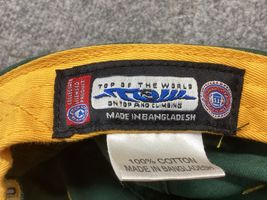 TOP OF THE WORLD
ON TOP AND CLIMBING
MADE IN BANGLADESH
100% COTTON
MADE IN BANGLADESH